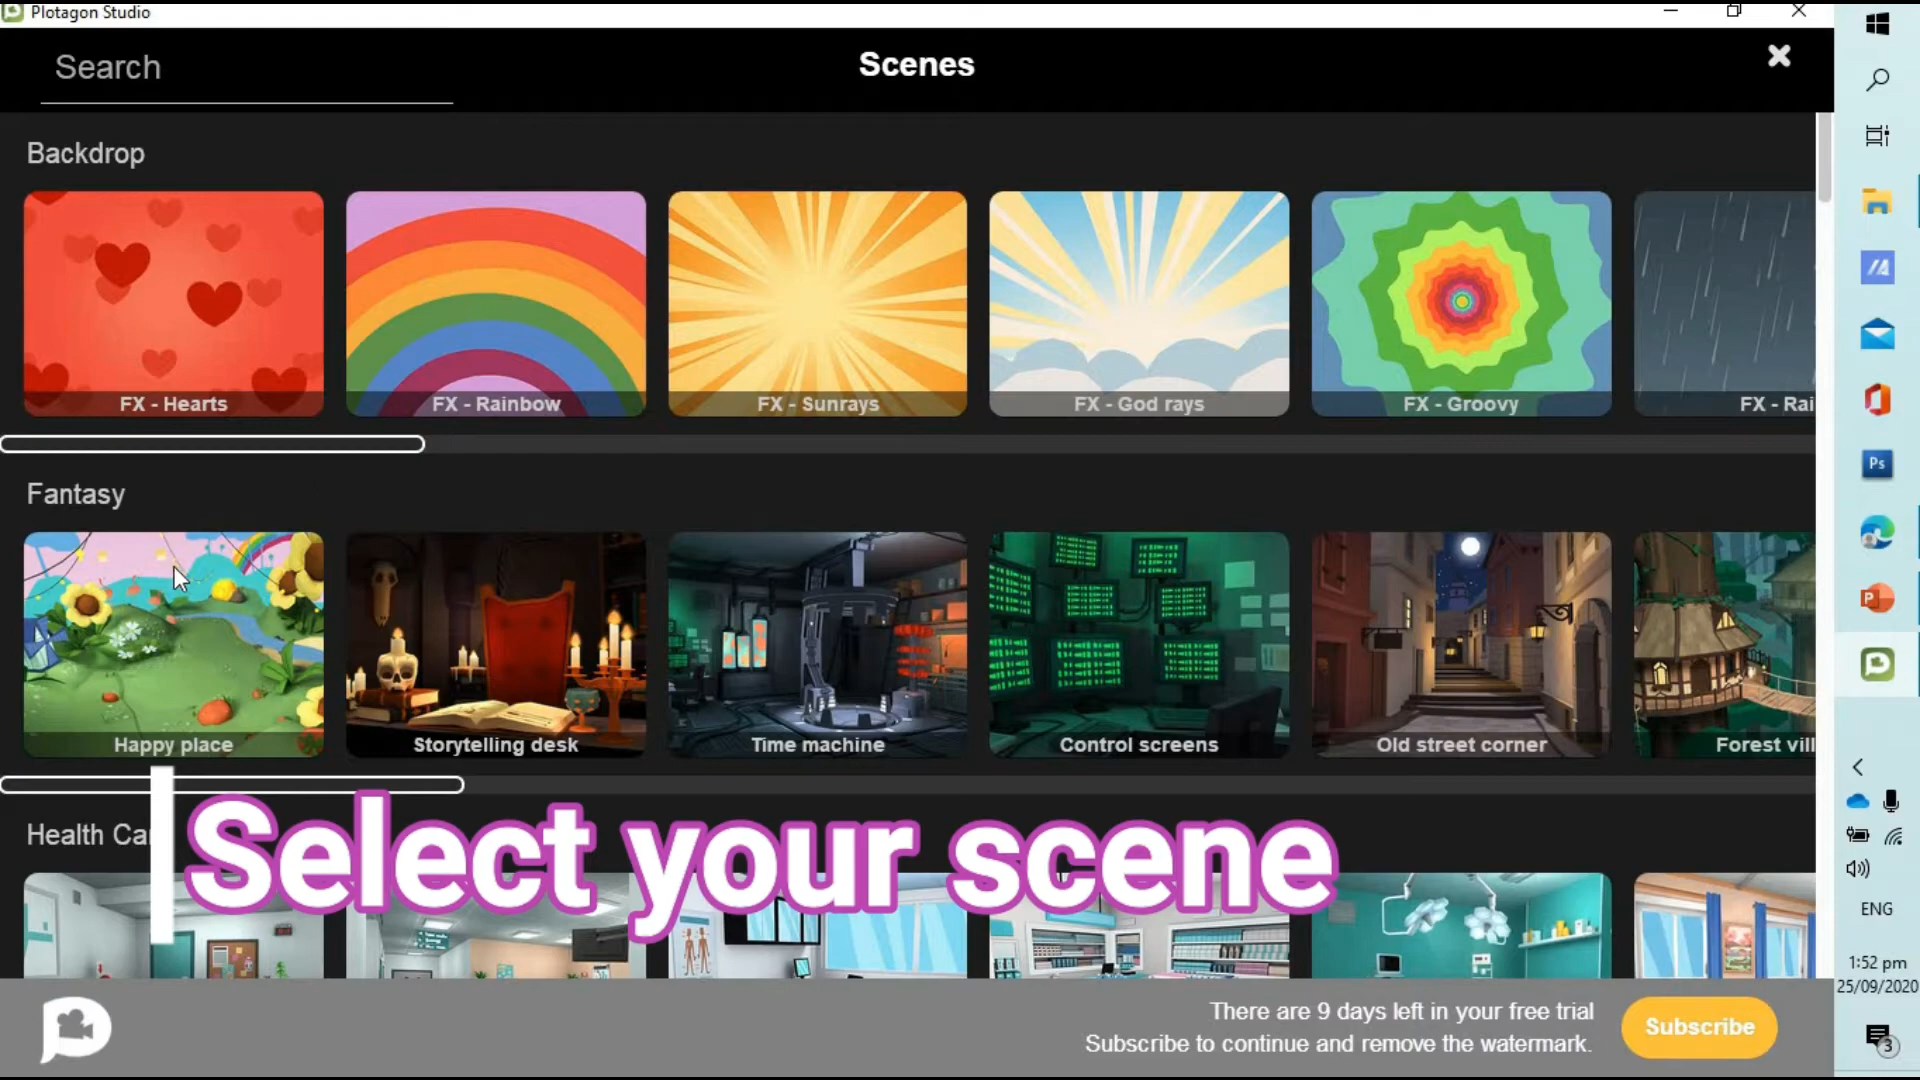 Plotagon Studio
Search
Scenes
Backdrop
FX - Hearts
FX - Rainbow
FX - Sunrays
FX - God rays
FX - Groovy
FX - Rai
Fantasy
Happy place
Storytelling desk
Time machine
Control screens
Old street corner
Forest vill
Health Ca
Select your scene
There are 9 days left in your free trial
Subscribe to continue and remove the watermark.
Subscribe
Ps
P
ENG
1:52 pm
25/09/2020
3